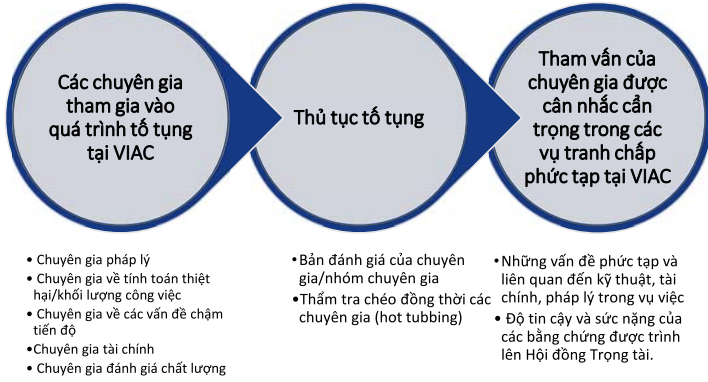 Các chuyên gia
tham gia vào
quá trình tố tụng
tại VIAC
Thủ tục tố tụng
Tham vấn của
chuyên gia được
cân nhắc cẩn
trọng trong các
vụ tranh chấp
phức tạp tại VIAC
• Chuyên gia pháp lý
• Chuyên gia về tính toán thiệt
hại/khối lượng công việc
• Chuyên gia về các vấn đề chậm
tiến độ
•Chuyên gia tài chính
• Chuyên gia đánh giá chất lượng
•Bản đánh giá của chuyên
gia/nhóm chuyên gia
•Thẩm tra chéo đồng thời các
chuyên gia (hot tubbing)
•Những vấn đề phức tạp và
liên quan đến kỹ thuật, tài
chính, pháp lý trong vụ việc
• Độ tin cậy và sức nặng của
các bằng chứng được trình
lên Hội đồng Trọng tài.